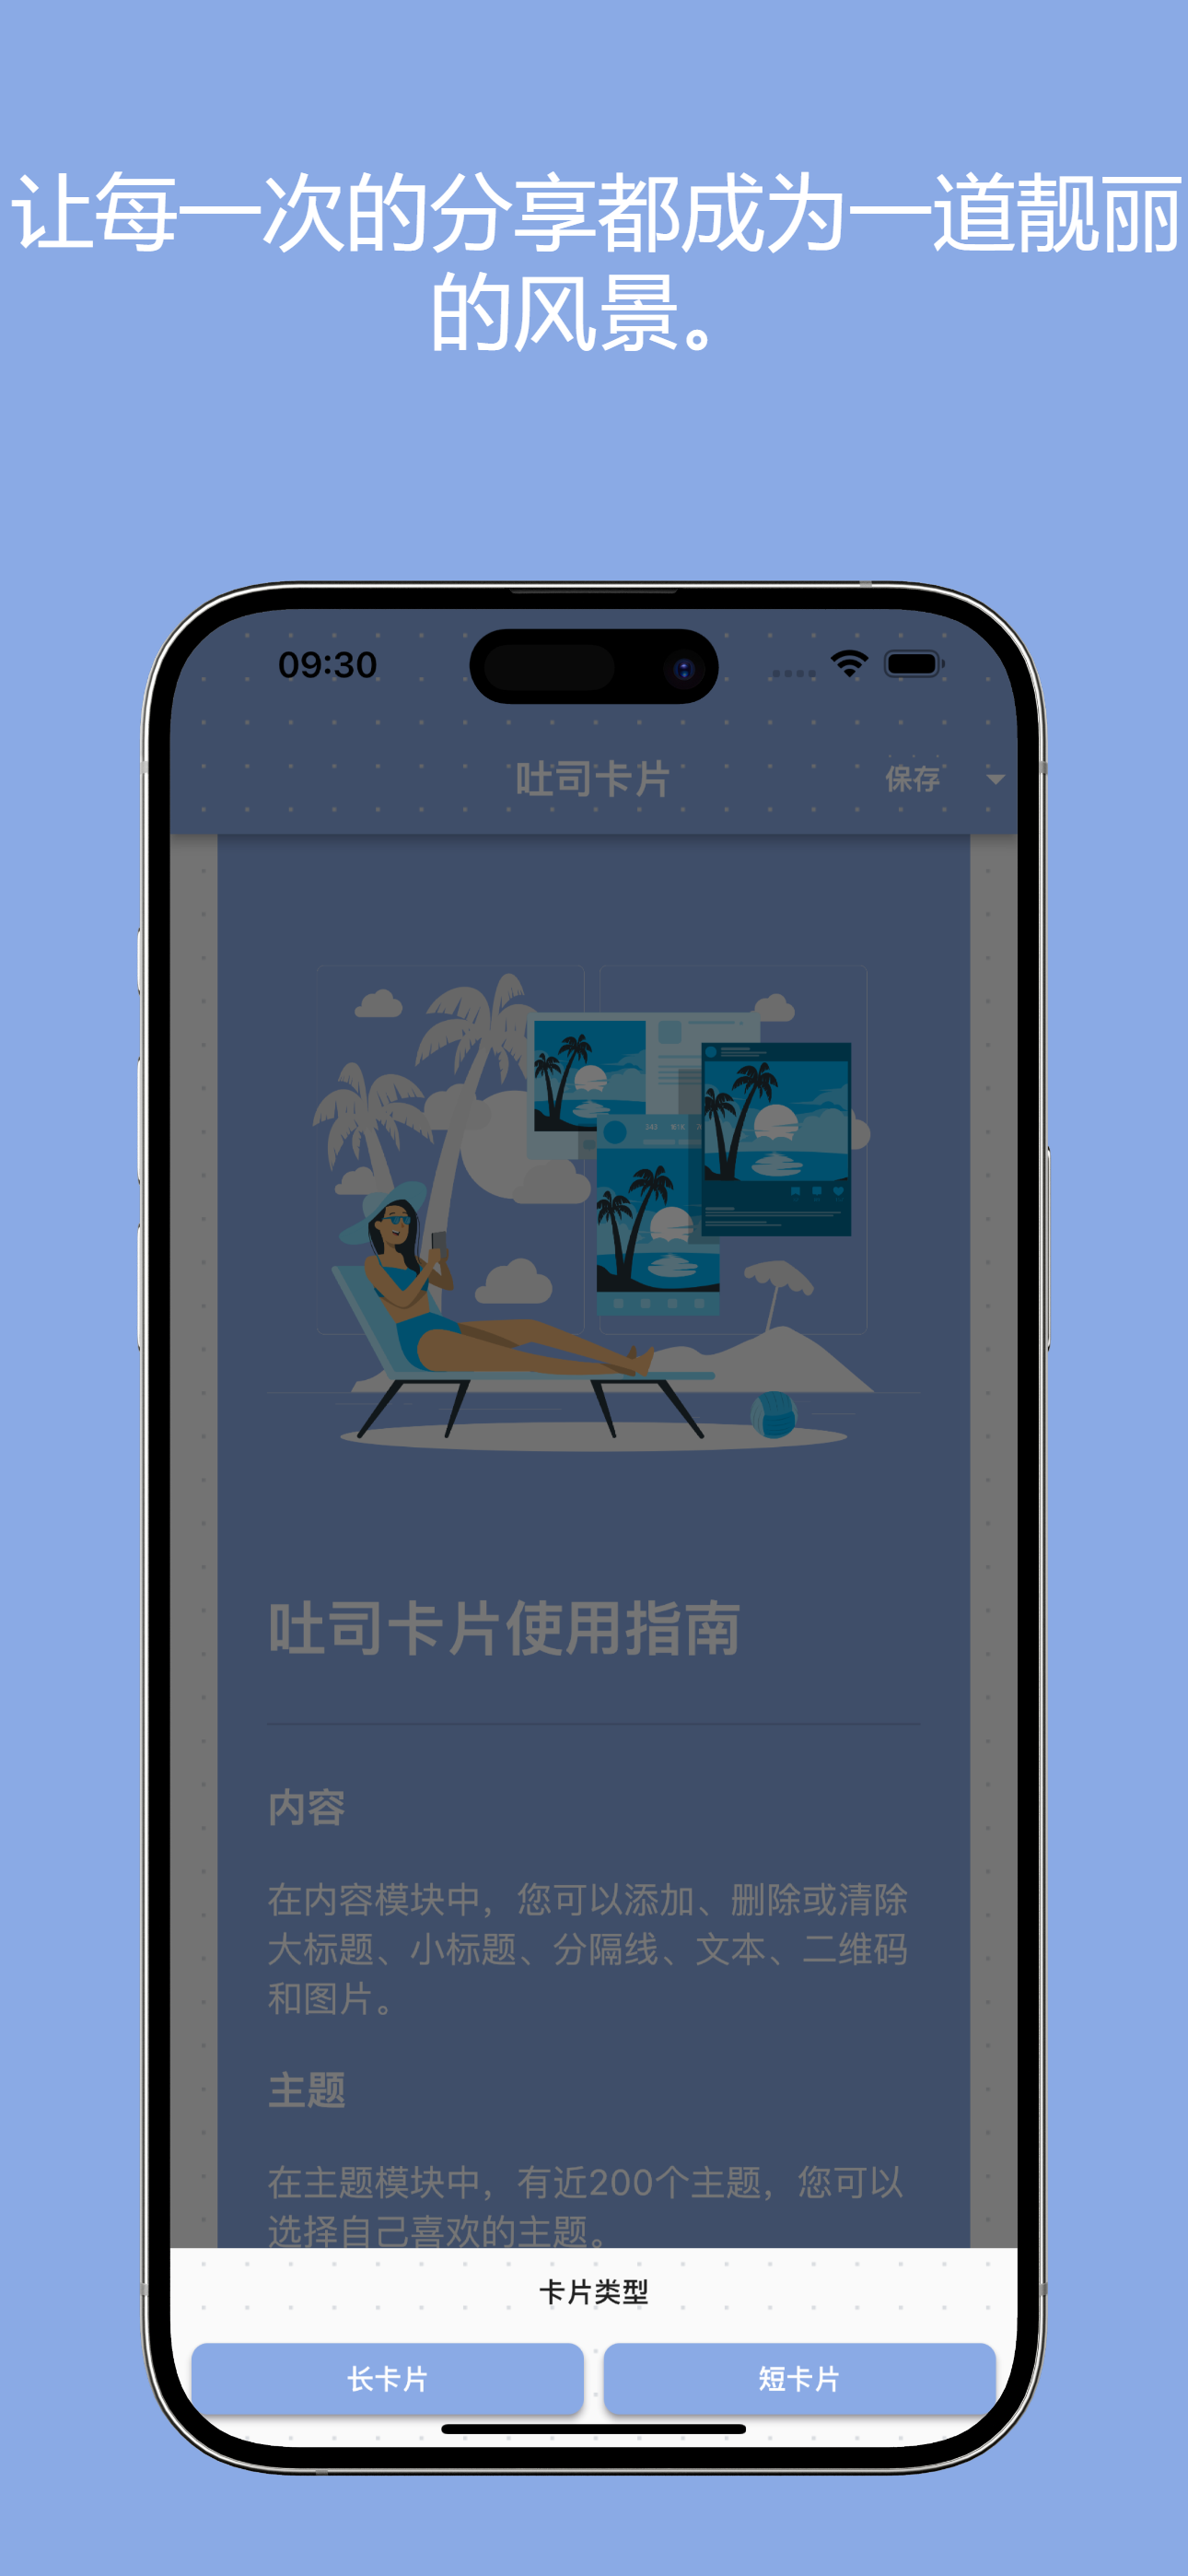 让每一次的分享都成为一道靓丽
的风景。
09:30
吐司卡片
保存
吐司卡片使用指南
内容
在内容模块中，您可以添加、删除或清除
大标题、小标题、分隔线、文本、二维码
和图片。
主题
在主题模块中，有近200个主题，您可以
选择自己喜欢的主题。
卡片类型
长卡片
短卡片